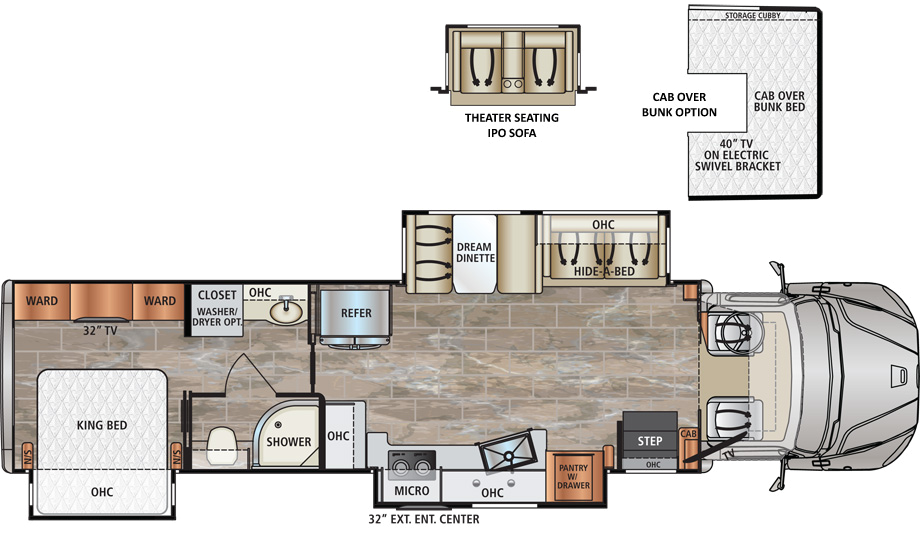 STORAGE CUBBY
CAB OVER
BUNK BED
CAB OVER
BUNK OPTION
40” TV
ON ELECTRIC
SWIVEL BRACKET
THEATER SEATING
IPO SOFA
DREAM
DINETTE
OHC
HIDE-A-BED
WARD
WARD
32” TV
CLOSET
WASHER/
DRYER OPT.
OHC
REFER
KING BED
N/S
N/S
OHC
SHOWER
OHC
MICRO
OHC
PANTRY
W/
DRAWER
STEP
OHC
CAB
32” EXT. ENT. CENTER